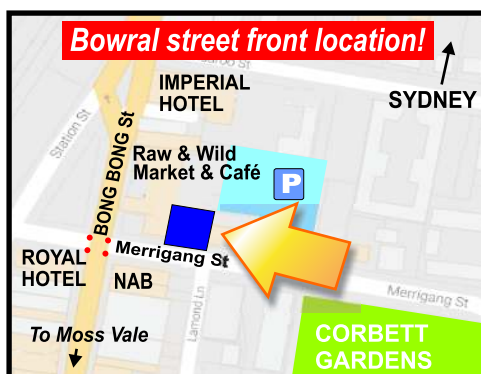 Bowral street front location!
IMPERIAL
HOTEL
SYDNEY
Station St
BONG BONG St
Raw & Wild
Market & Café
P
Merrigang St
ROYAL
HOTEL
NAB
Merrigang St
Lamond Ln
To Moss Vale
CORBETT
GARDENS